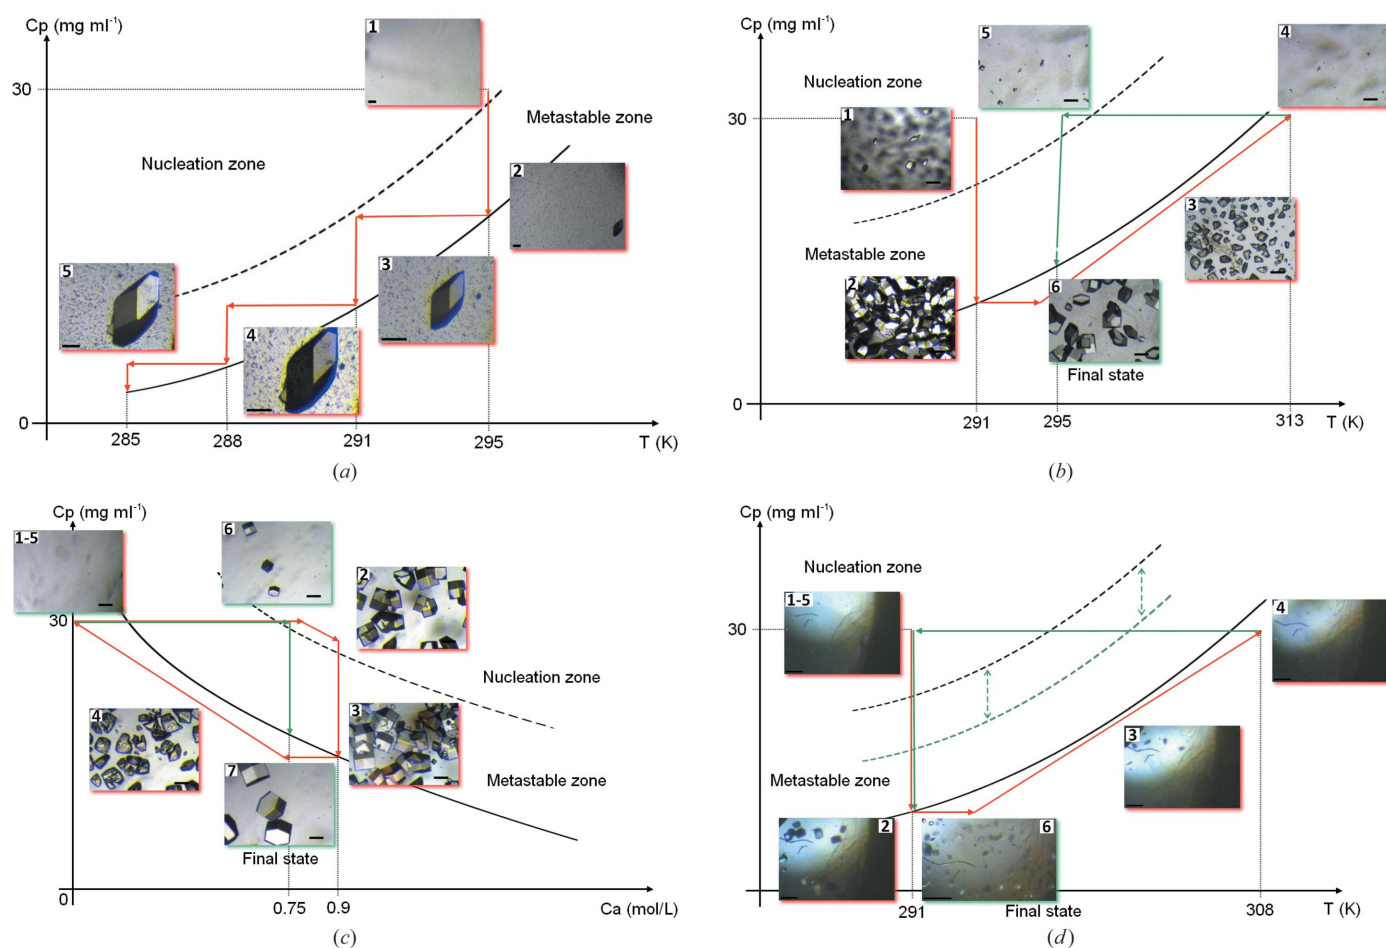 Cp (mg ml⁻¹)
1
30
Metastable zone
Nucleation zone
2
5
3
4
0
285
288
291
295
T (K)
(a)
Cp (mg ml⁻¹)
5
4
Nucleation zone
30
1
3
Metastable zone
2
6
Final state
0
291
295
313
T (K)
(b)
Cp (mg ml⁻¹)
1-5
6
2
30
Nucleation zone
4
3
7
Metastable zone
Final state
0
0.75
0.9
Ca (mol/L)
(c)
Cp (mg ml⁻¹)
Nucleation zone
1-5
4
30
3
Metastable zone
2
6
0
291
Final state
308
T (K)
(d)